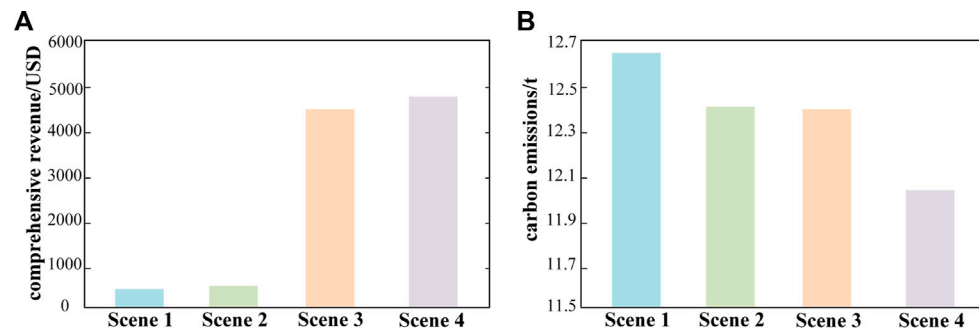 A
comprehensive revenue/USD
6000
5000
4000
3000
2000
1000
0
Scene 1 Scene 2 Scene 3 Scene 4
B
carbon emissions/t
12.7
12.5
12.3
12.1
11.9
11.7
11.5
Scene 1 Scene 2 Scene 3 Scene 4